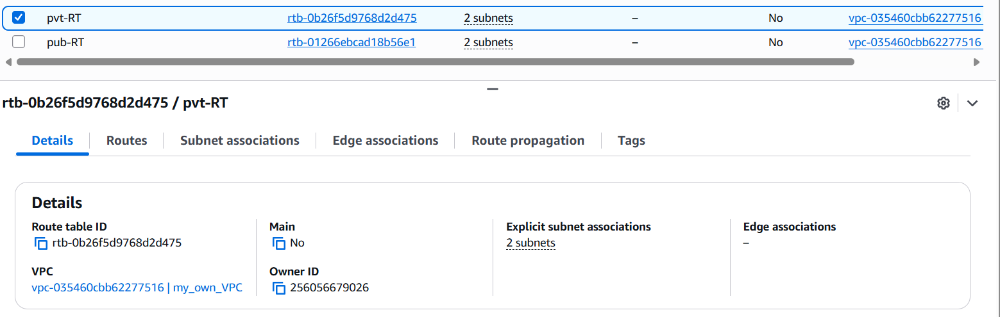 pvt-RT rtb-0b26f5d9768d2d475 2 subnets – No vpc-035460cbb62277516
pub-RT rtb-01266ebcad18b56e1 2 subnets – No vpc-035460cbb62277516
rtb-0b26f5d9768d2d475 / pvt-RT
Details Routes Subnet associations Edge associations Route propagation Tags
Details
Route table ID Main Explicit subnet associations Edge associations
rtb-0b26f5d9768d2d475 No 2 subnets –
VPC Owner ID
vpc-035460cbb62277516 | my_own_VPC 256056679026